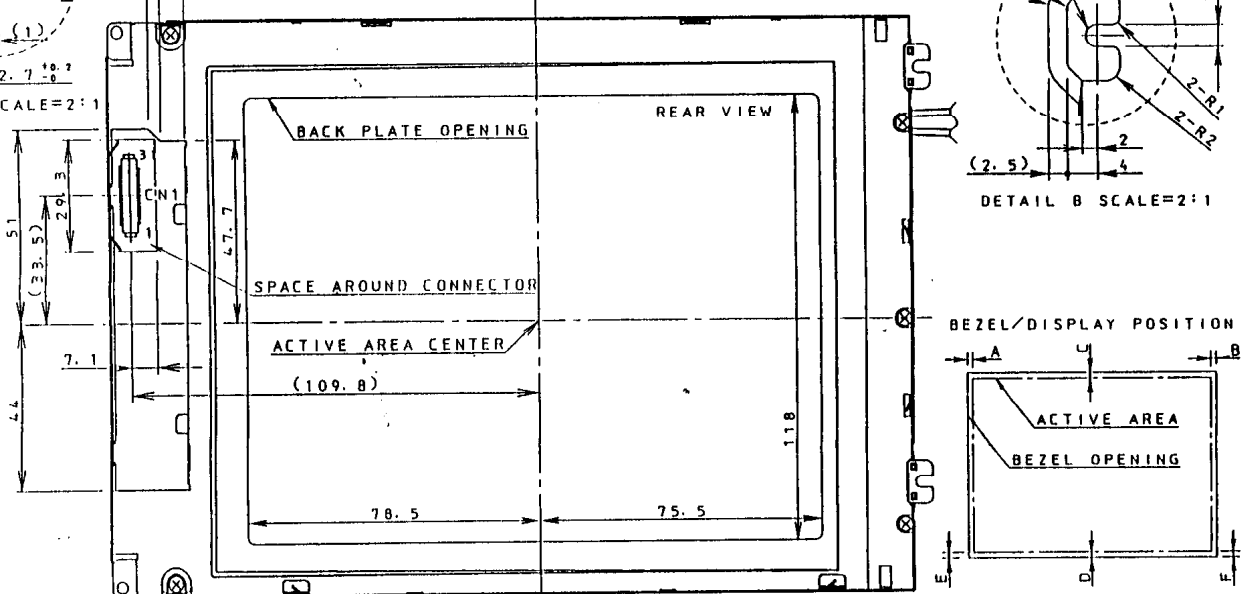 (1)
2.7 +0.2 -0
SCALE=2:1
BACK PLATE OPENING
REAR VIEW
51
(33.5)
29.3
3
CN1
1
47.7
SPACE AROUND CONNECTOR
ACTIVE AREA CENTER
7.1
(109.8)
44
118
78.5
75.5
2-R1
2-R2
2
(2.5)
4
DETAIL B SCALE=2:1
BEZEL/DISPLAY POSITION
A
C
B
ACTIVE AREA
BEZEL OPENING
E
D
F